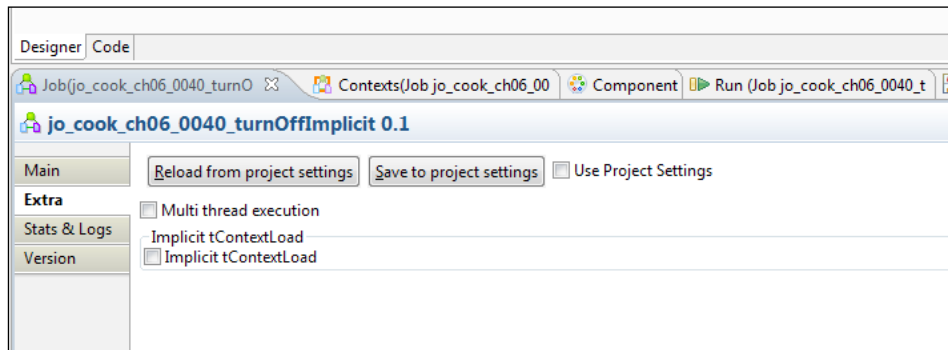 Designer Code
Job(jo_cook_ch06_0040_turnO Contexts(Job jo_cook_ch06_00 Component Run (Job jo_cook_ch06_0040_t
jo_cook_ch06_0040_turnOffImplicit 0.1
Main Reload from project settings Save to project settings Use Project Settings
Extra
Multi thread execution
Stats & Logs
Implicit tContextLoad
Version Implicit tContextLoad